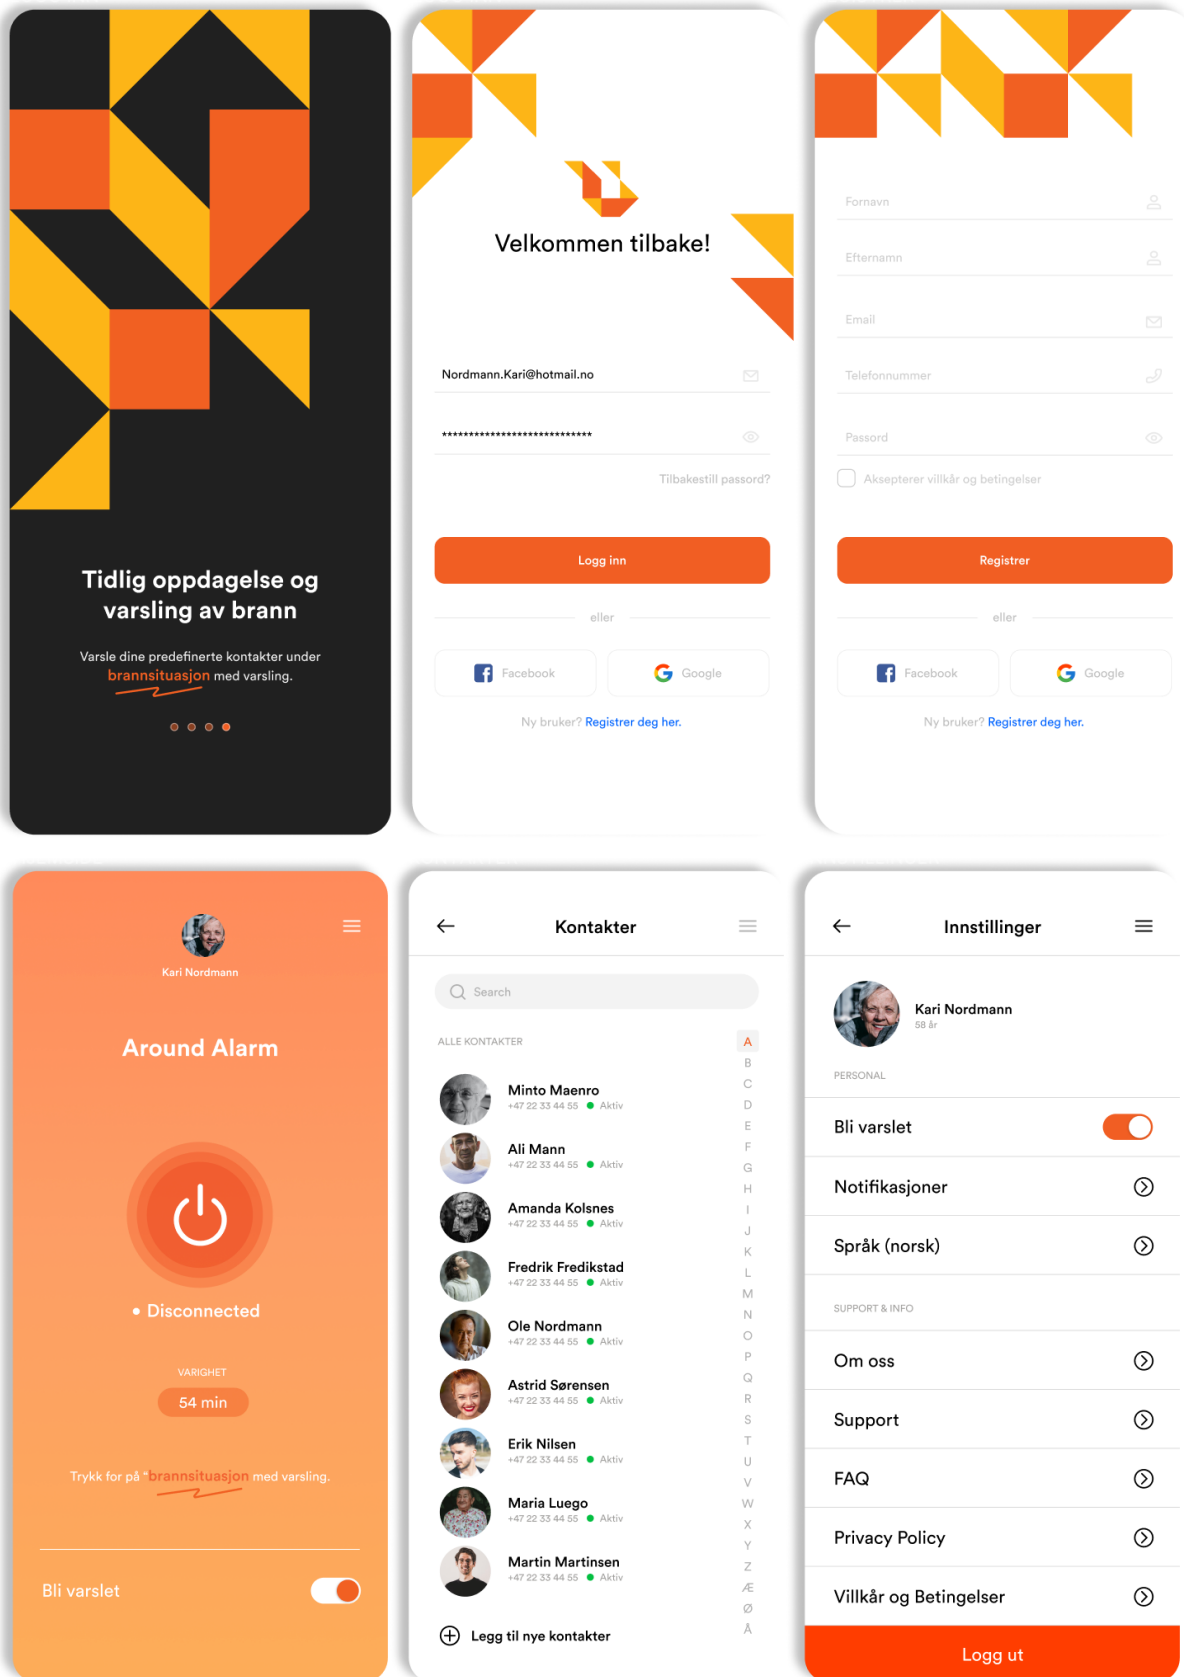 Tidlig oppdagelse og
varsling av brann
Varsle dine predefinerte kontakter under
brannsituasjon med varsling.
Velkommen tilbake!
Nordmann.Kari@hotmail.no
****************************
Tilbakestill passord?
Logg inn
eller
Facebook
Google
Ny bruker? Registrer deg her.
Fornavn
Efternamn
Email
Telefonnummer
Passord
Aksepterer villkår og betingelser
Registrer
eller
Facebook
Google
Ny bruker? Registrer deg her.
Kari Nordmann
Around Alarm
• Disconnected
VARIGHET
54 min
Trykk for på "brannsituasjon med varsling.
Bli varslet
Kontakter
Search
ALLE KONTAKTER
Minto Maenro
+47 22 33 44 55 ● Aktiv
Ali Mann
+47 22 33 44 55 ● Aktiv
Amanda Kolsnes
+47 22 33 44 55 ● Aktiv
Fredrik Fredikstad
+47 22 33 44 55 ● Aktiv
Ole Nordmann
+47 22 33 44 55 ● Aktiv
Astrid Sørensen
+47 22 33 44 55 ● Aktiv
Erik Nilsen
+47 22 33 44 55 ● Aktiv
Maria Luego
+47 22 33 44 55 ● Aktiv
Martin Martinsen
+47 22 33 44 55 ● Aktiv
Legg til nye kontakter
A
B
C
D
E
F
G
H
I
J
K
L
M
N
O
P
Q
R
S
T
U
V
W
X
Y
Z
Æ
Ø
Å
Innstillinger
Kari Nordmann
58 år
PERSONAL
Bli varslet
Notifikasjoner
Språk (norsk)
SUPPORT & INFO
Om oss
Support
FAQ
Privacy Policy
Villkår og Betingelser
Logg ut